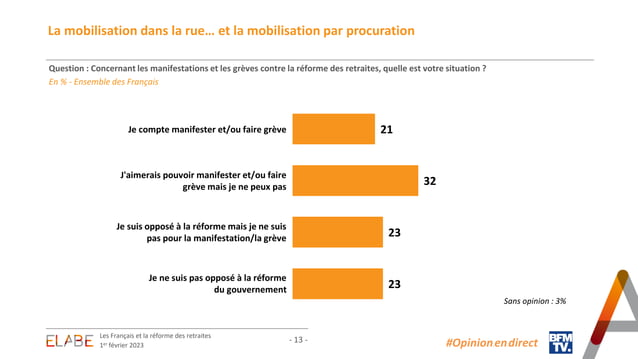 La mobilisation dans la rue… et la mobilisation par procuration
Question : Concernant les manifestations et les grèves contre la réforme des retraites, quelle est votre situation ?
En % - Ensemble des Français
Je compte manifester et/ou faire grève
21
J'aimerais pouvoir manifester et/ou faire
grève mais je ne peux pas
32
Je suis opposé à la réforme mais je ne suis
pas pour la manifestation/la grève
23
Je ne suis pas opposé à la réforme
du gouvernement
23
Sans opinion : 3%
ELABE
Les Français et la réforme des retraites
1er février 2023
- 13 -
#Opinion en direct
BFM
TV.